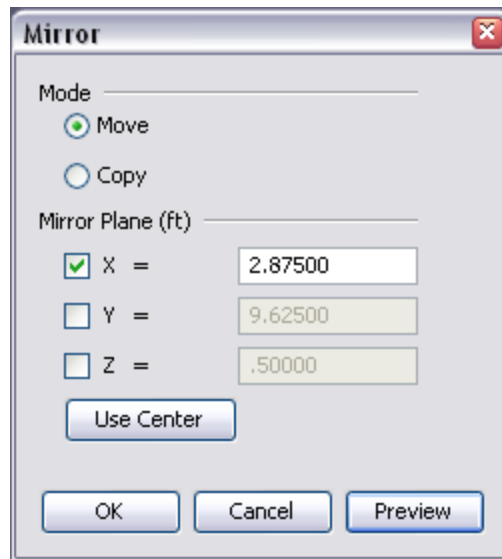 Mirror
Mode
Move
Copy
Mirror Plane (ft)
X = 2.87500
Y = 9.62500
Z = .50000
Use Center
OK Cancel Preview